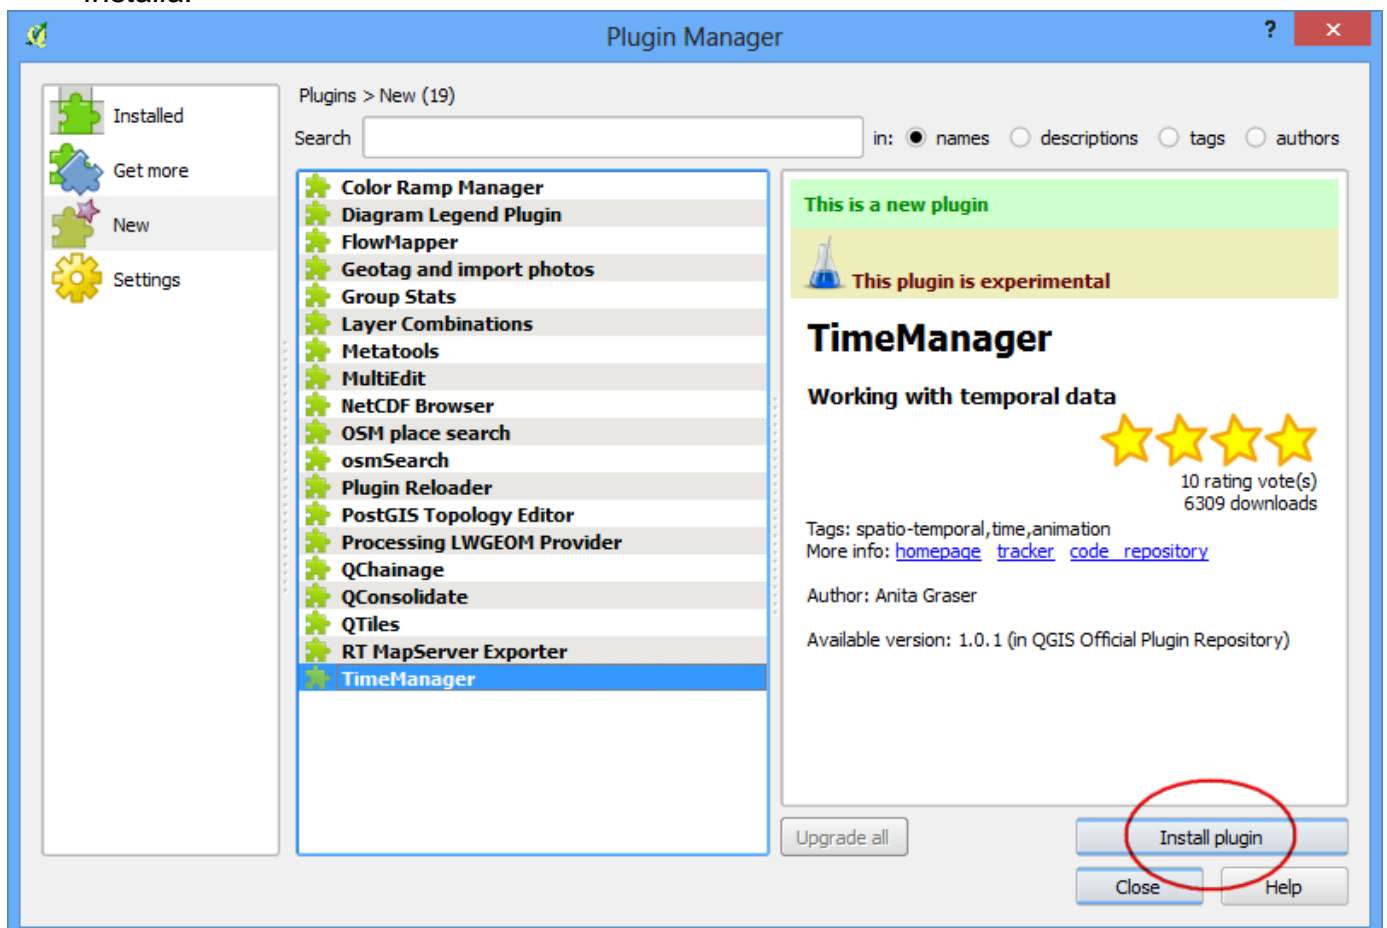 Installa.
Plugin Manager
?
Installed
Get more
New
Settings
Plugins > New (19)
Search
in: names descriptions tags authors
Color Ramp Manager
Diagram Legend Plugin
FlowMapper
Geotag and import photos
Group Stats
Layer Combinations
Metatools
MultiEdit
NetCDF Browser
OSM place search
osmSearch
Plugin Reloader
PostGIS Topology Editor
Processing LWGEOM Provider
QChainage
QConsolidate
QTiles
RT MapServer Exporter
TimeManager
This is a new plugin
This plugin is experimental
TimeManager
Working with temporal data
10 rating vote(s)
6309 downloads
Tags: spatio-temporal,time,animation
More info: homepage tracker code repository
Author: Anita Graser
Available version: 1.0.1 (in QGIS Official Plugin Repository)
Upgrade all
Install plugin
Close
Help